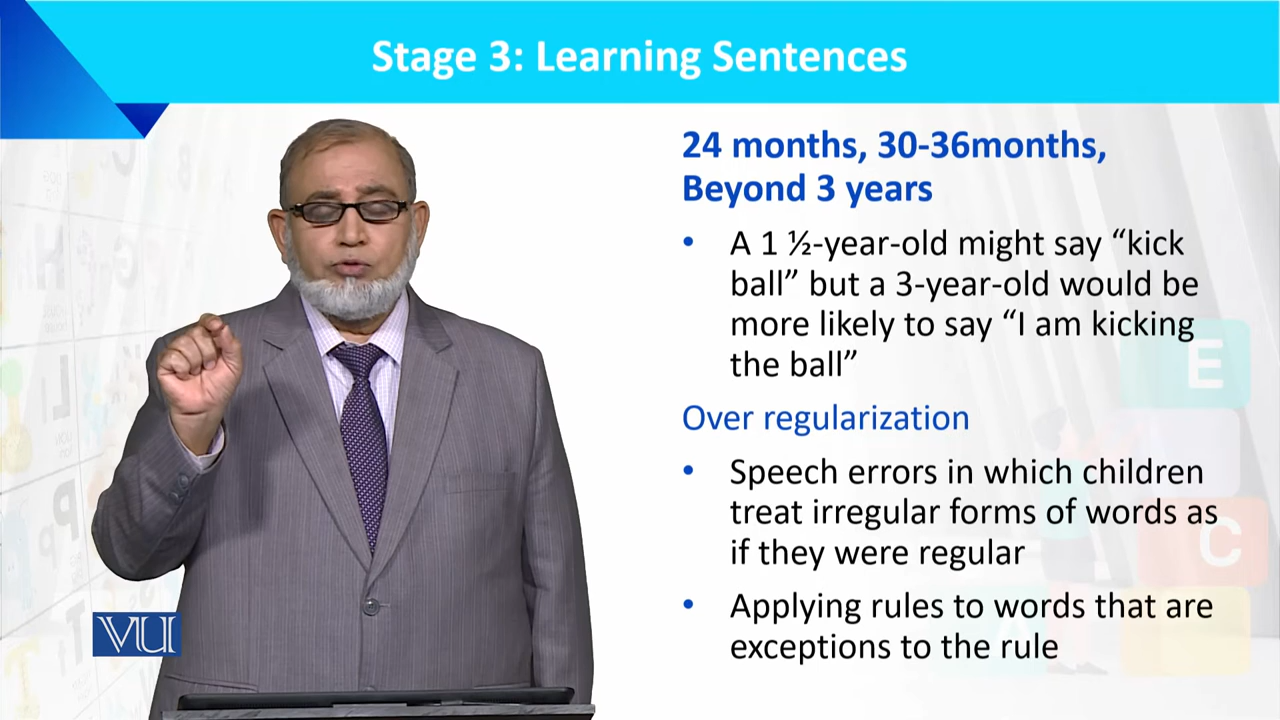 Stage 3: Learning Sentences
24 months, 30-36months,
Beyond 3 years
• A 1 ½-year-old might say “kick
ball” but a 3-year-old would be
more likely to say “I am kicking
the ball”
Over regularization
• Speech errors in which children
treat irregular forms of words as
if they were regular
• Applying rules to words that are
exceptions to the rule
VU
E
C